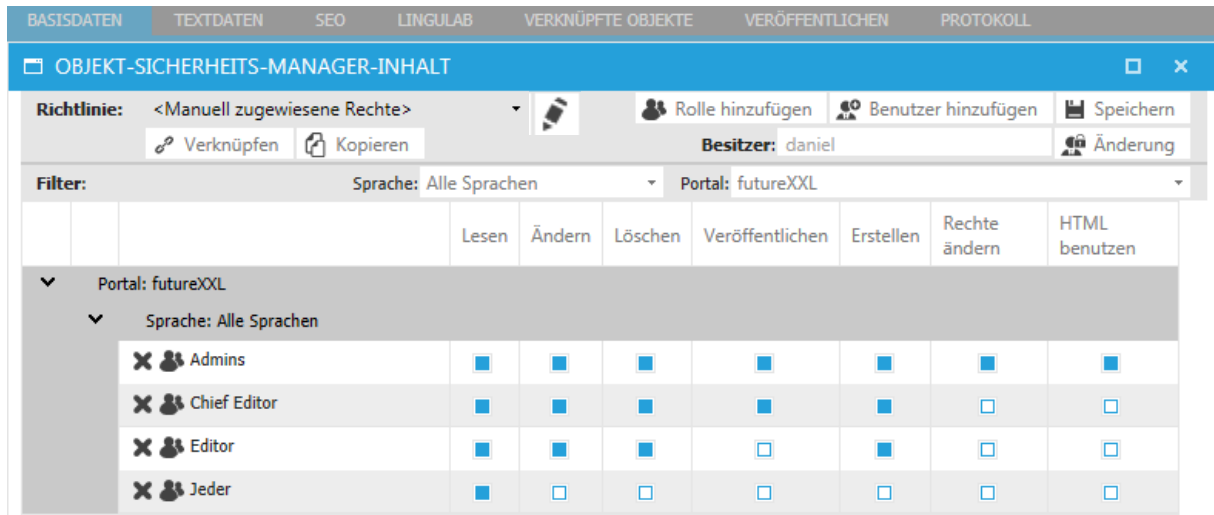 BASISDATEN TEXTDATEN SEO LINGULAB VERKNÜPFTE OBJEKTE VERÖFFENTLICHEN PROTOKOLL
OBJEKT-SICHERHEITS-MANAGER-INHALT
Richtlinie: <Manuell zugewiesene Rechte> Rolle hinzufügen Benutzer hinzufügen Speichern
Verknüpfen Kopieren Besitzer: daniel Änderung
Filter: Sprache: Alle Sprachen Portal: futureXXL
Lesen Ändern Löschen Veröffentlichen Erstellen Rechte ändern HTML benutzen
Portal: futureXXL
Sprache: Alle Sprachen
Admins
Chief Editor
Editor
Jeder